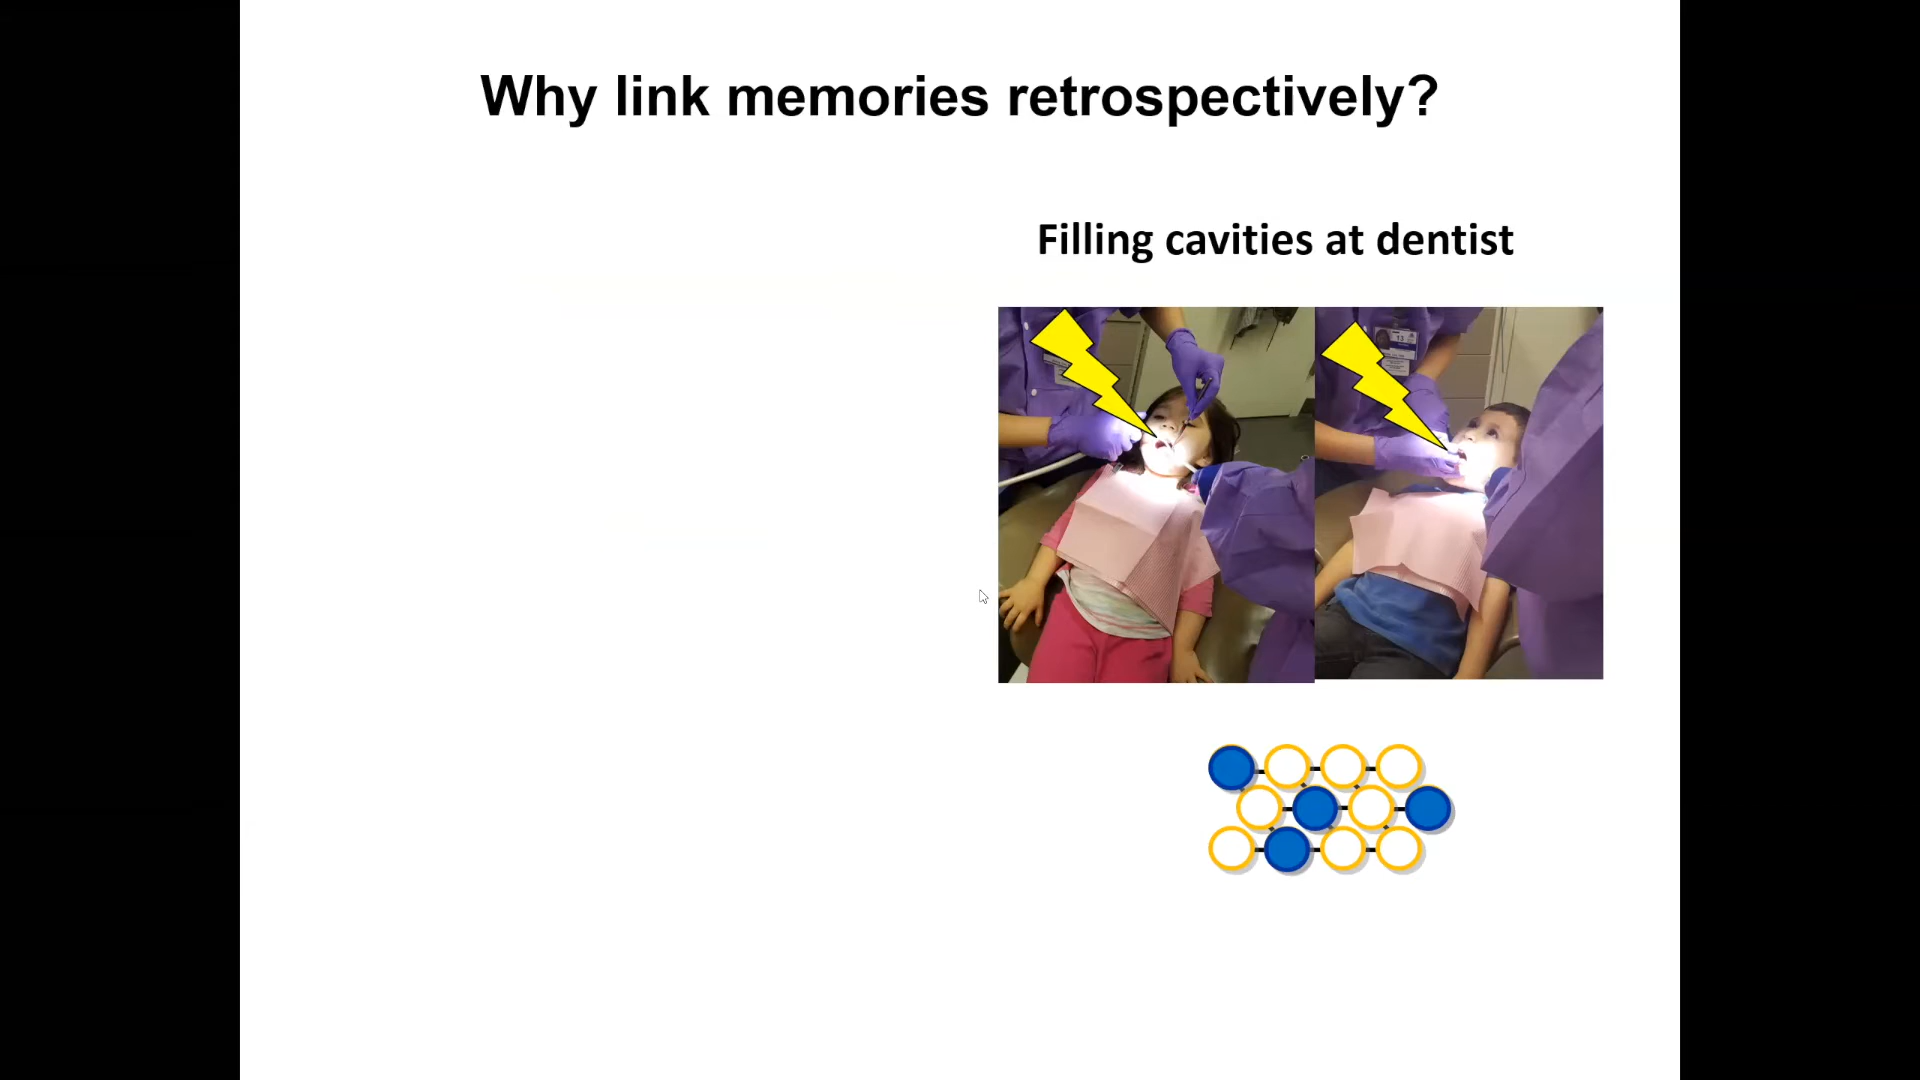 Why link memories retrospectively?
Filling cavities at dentist